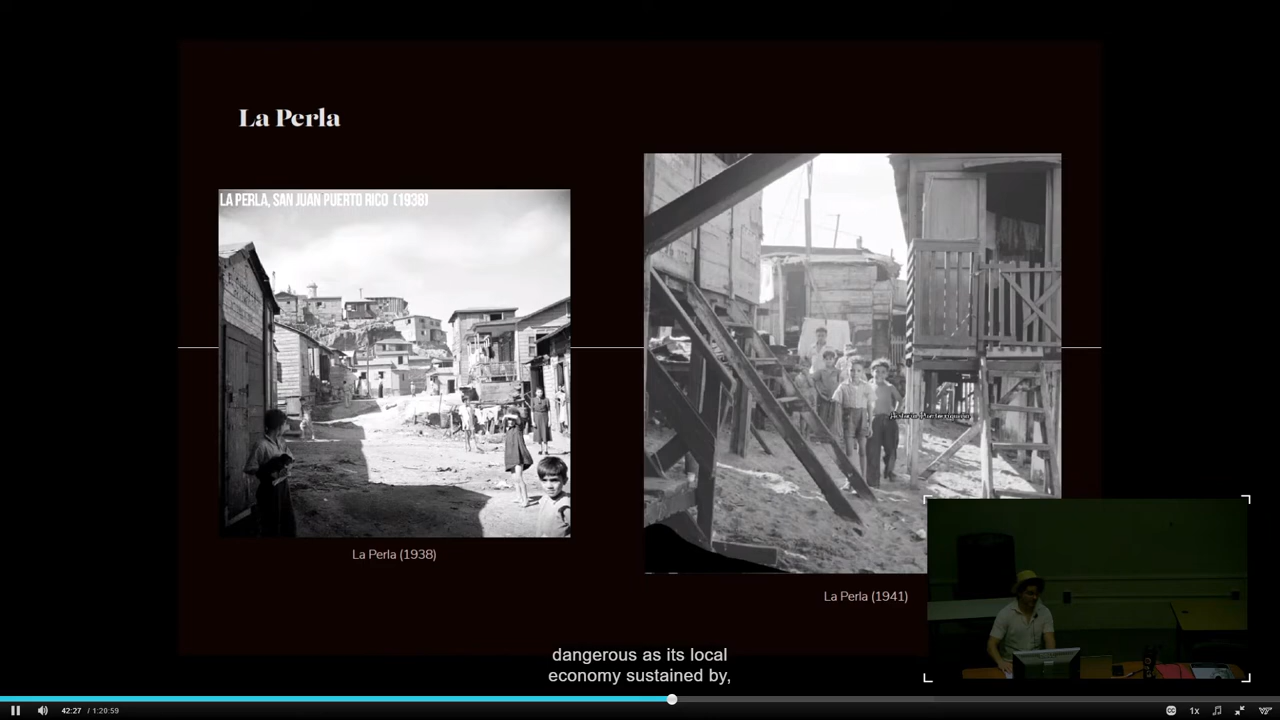 La Perla
LA PERLA, SAN JUAN PUERTO RICO (1938)
La Perla (1938)
La Perla (1941)
dangerous as its local
economy sustained by,
42:27 / 1:20:59
CC
1x